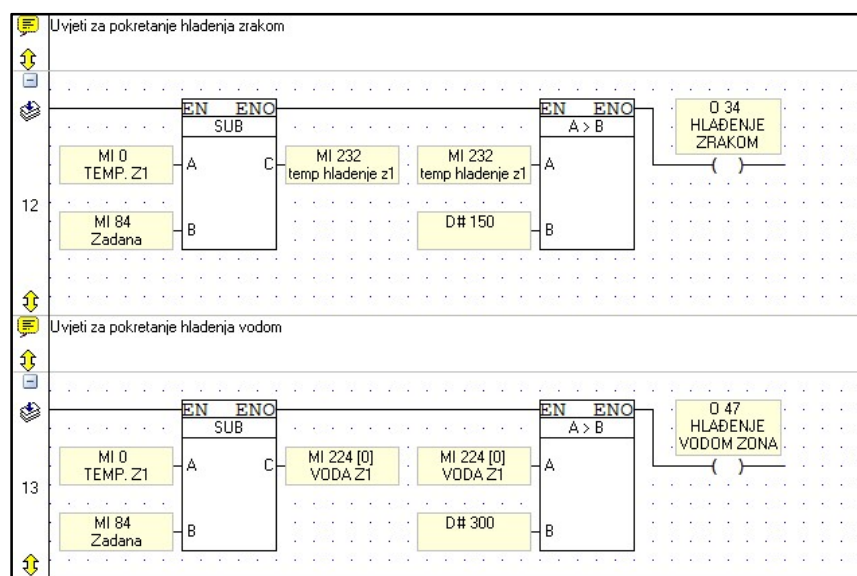 Uvjeti za pokretanje hlađenja zrakom
EN ENO
SUB
MI 0
TEMP. Z1
A
C
MI 232
temp hlađenje z1
MI 84
Zadana
B
MI 232
temp hlađenje z1
EN ENO
A > B
A
D# 150
B
O 34
HLAĐENJE
ZRAKOM
( )
12
Uvjeti za pokretanje hlađenja vodom
EN ENO
SUB
MI 0
TEMP. Z1
A
C
MI 224 [0]
VODA Z1
MI 84
Zadana
B
MI 224 [0]
VODA Z1
EN ENO
A > B
A
D# 300
B
O 47
HLAĐENJE
VODOM ZONA
( )
13